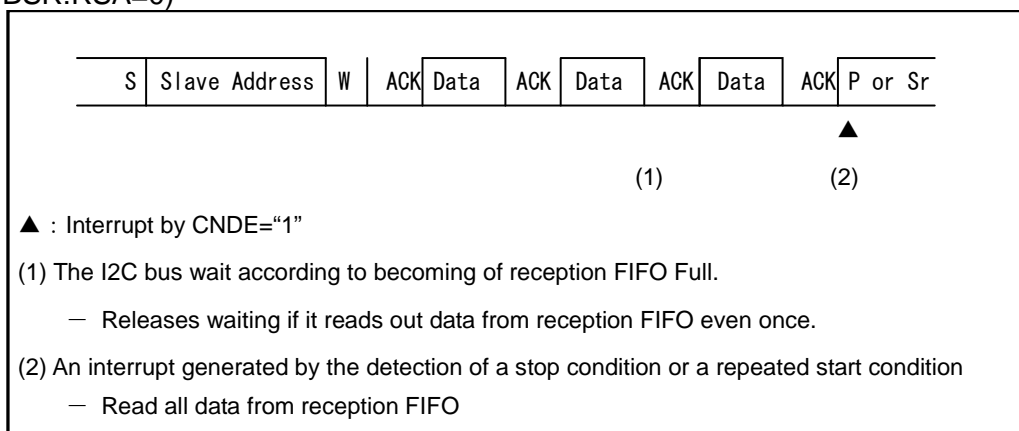 BSR:RSA=0)
S Slave Address W ACK Data ACK Data ACK Data ACK P or Sr
▲
(1) (2)
▲ : Interrupt by CNDE=“1”
(1) The I2C bus wait according to becoming of reception FIFO Full.
－ Releases waiting if it reads out data from reception FIFO even once.
(2) An interrupt generated by the detection of a stop condition or a repeated start condition
－ Read all data from reception FIFO